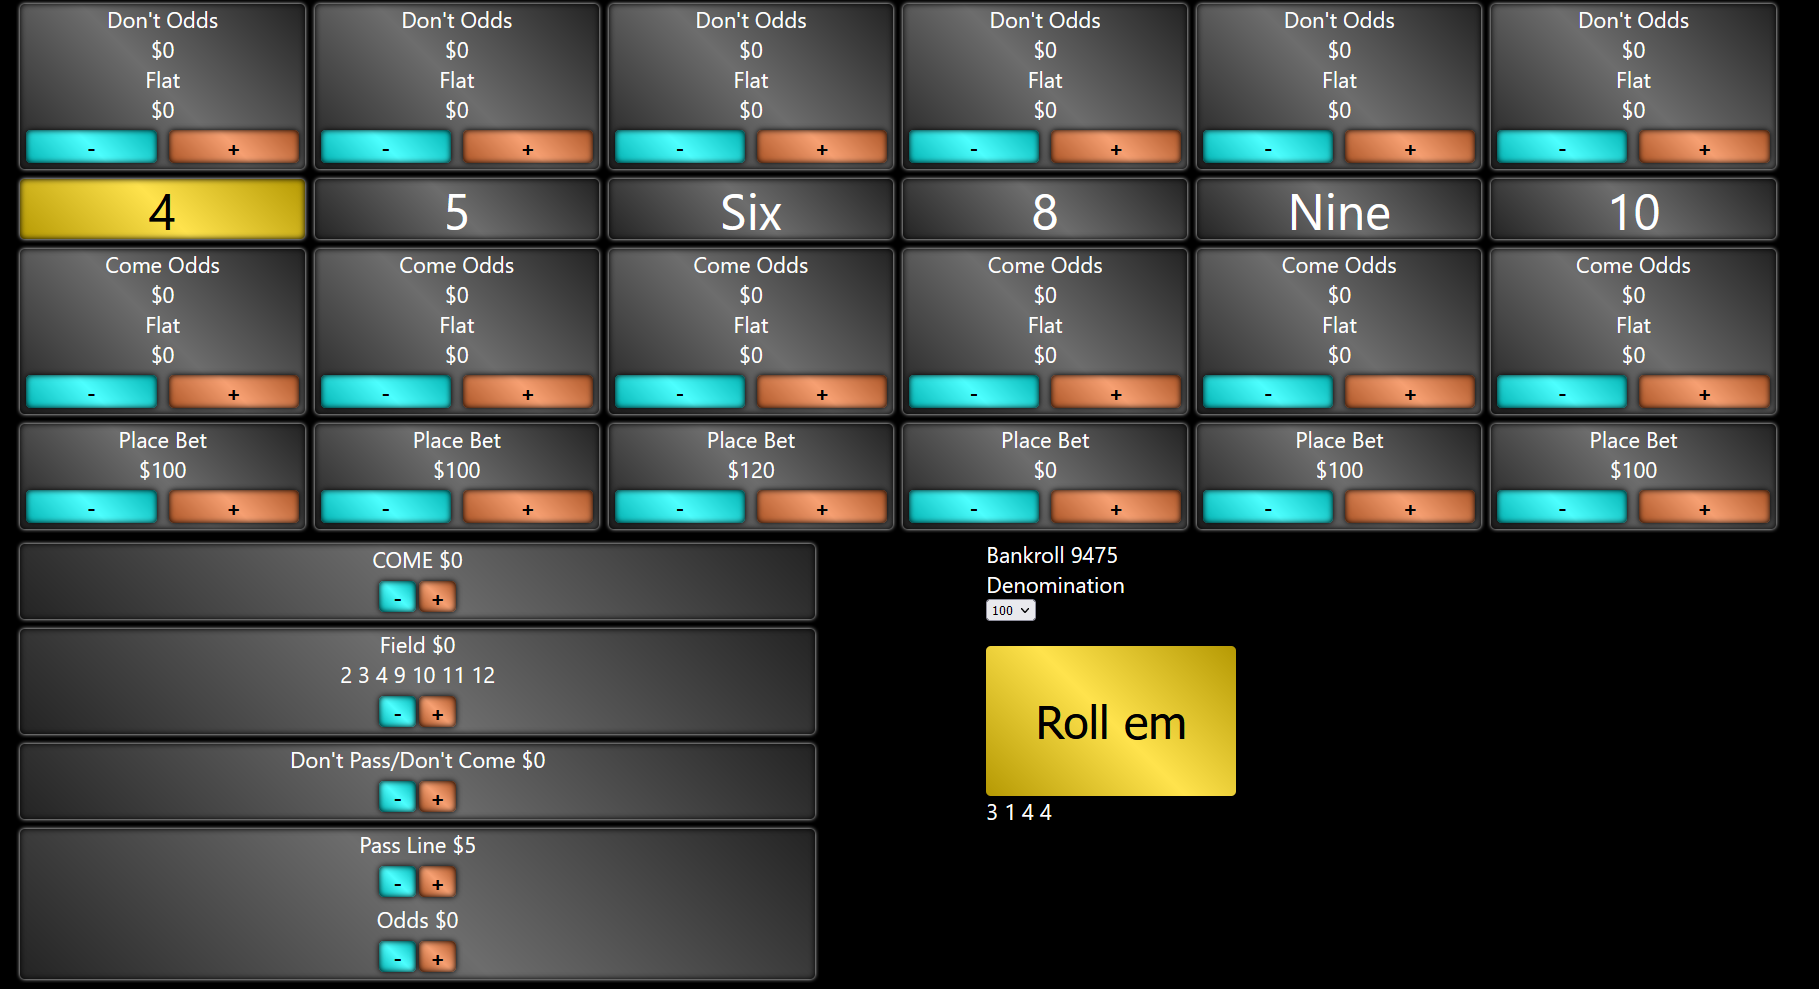 Don't Odds Don't Odds Don't Odds Don't Odds Don't Odds Don't Odds
$0 $0 $0 $0 $0 $0
Flat Flat Flat Flat Flat Flat
$0 $0 $0 $0 $0 $0
- + - + - + - + - + - +
4 5 Six 8 Nine 10
Come Odds Come Odds Come Odds Come Odds Come Odds Come Odds
$0 $0 $0 $0 $0 $0
Flat Flat Flat Flat Flat Flat
$0 $0 $0 $0 $0 $0
- + - + - + - + - + - +
Place Bet Place Bet Place Bet Place Bet Place Bet Place Bet
$100 $100 $120 $0 $100 $100
- + - + - + - + - + - +
COME $0
- +
Field $0
2 3 4 9 10 11 12
- +
Don't Pass/Don't Come $0
- +
Pass Line $5
- +
Odds $0
- +
Bankroll 9475
Denomination
100
Roll em
3 1 4 4